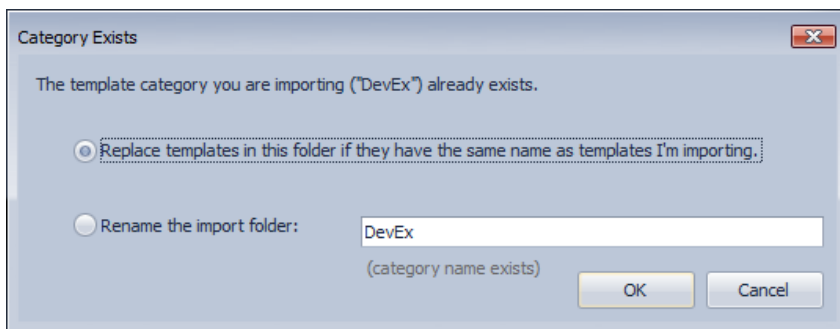 Category Exists
The template category you are importing ("DevEx") already exists.
Replace templates in this folder if they have the same name as templates I'm importing.
Rename the import folder: DevEx
(category name exists)
OK Cancel